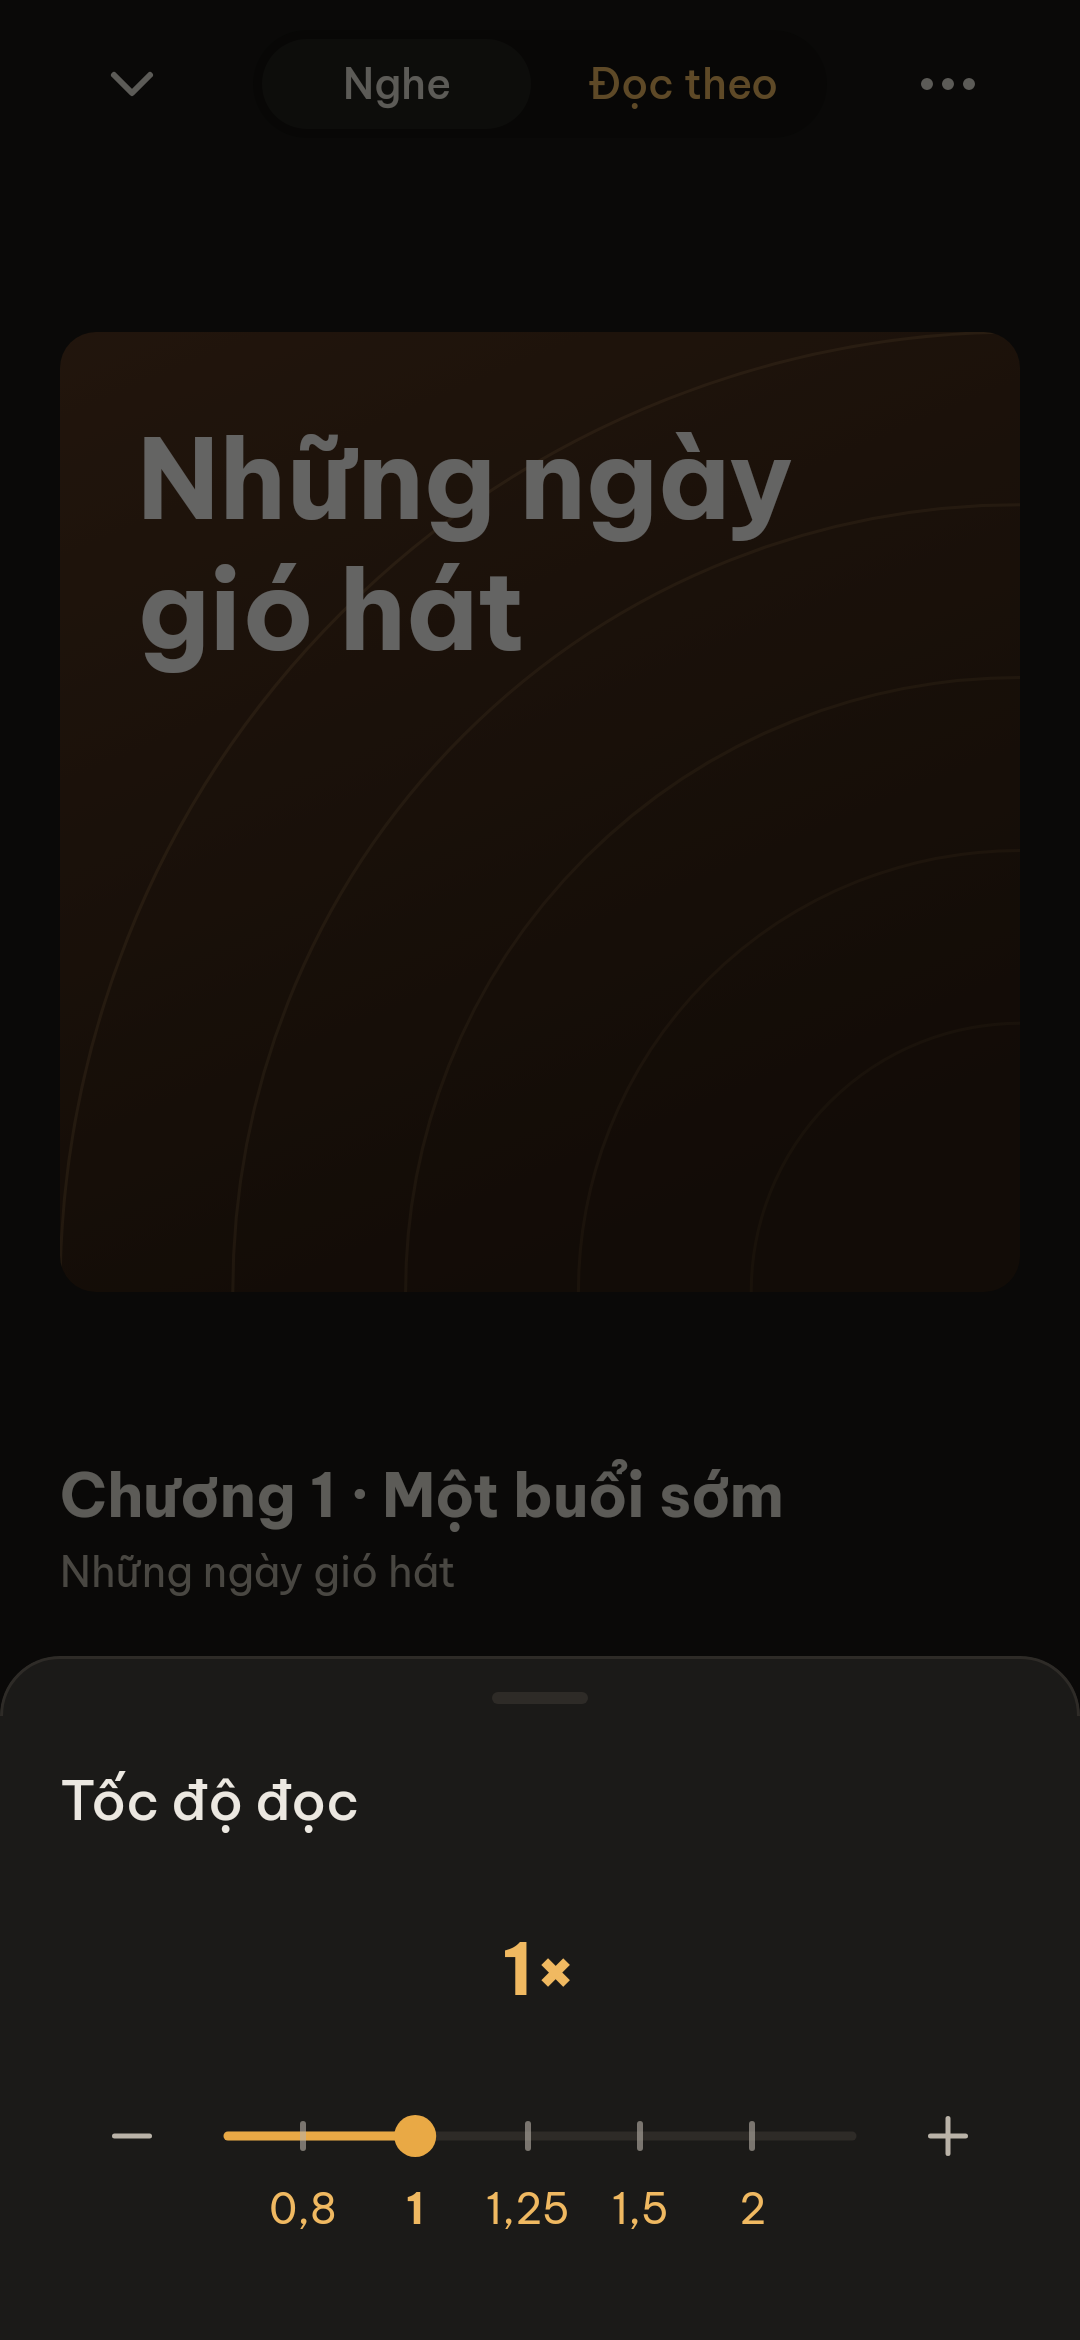 Nghe
Đọc theo
Những ngày
gió hát
Chương 1 · Một buổi sớm
Những ngày gió hát
Tốc độ đọc
1×
0,8 1 1,25 1,5 2